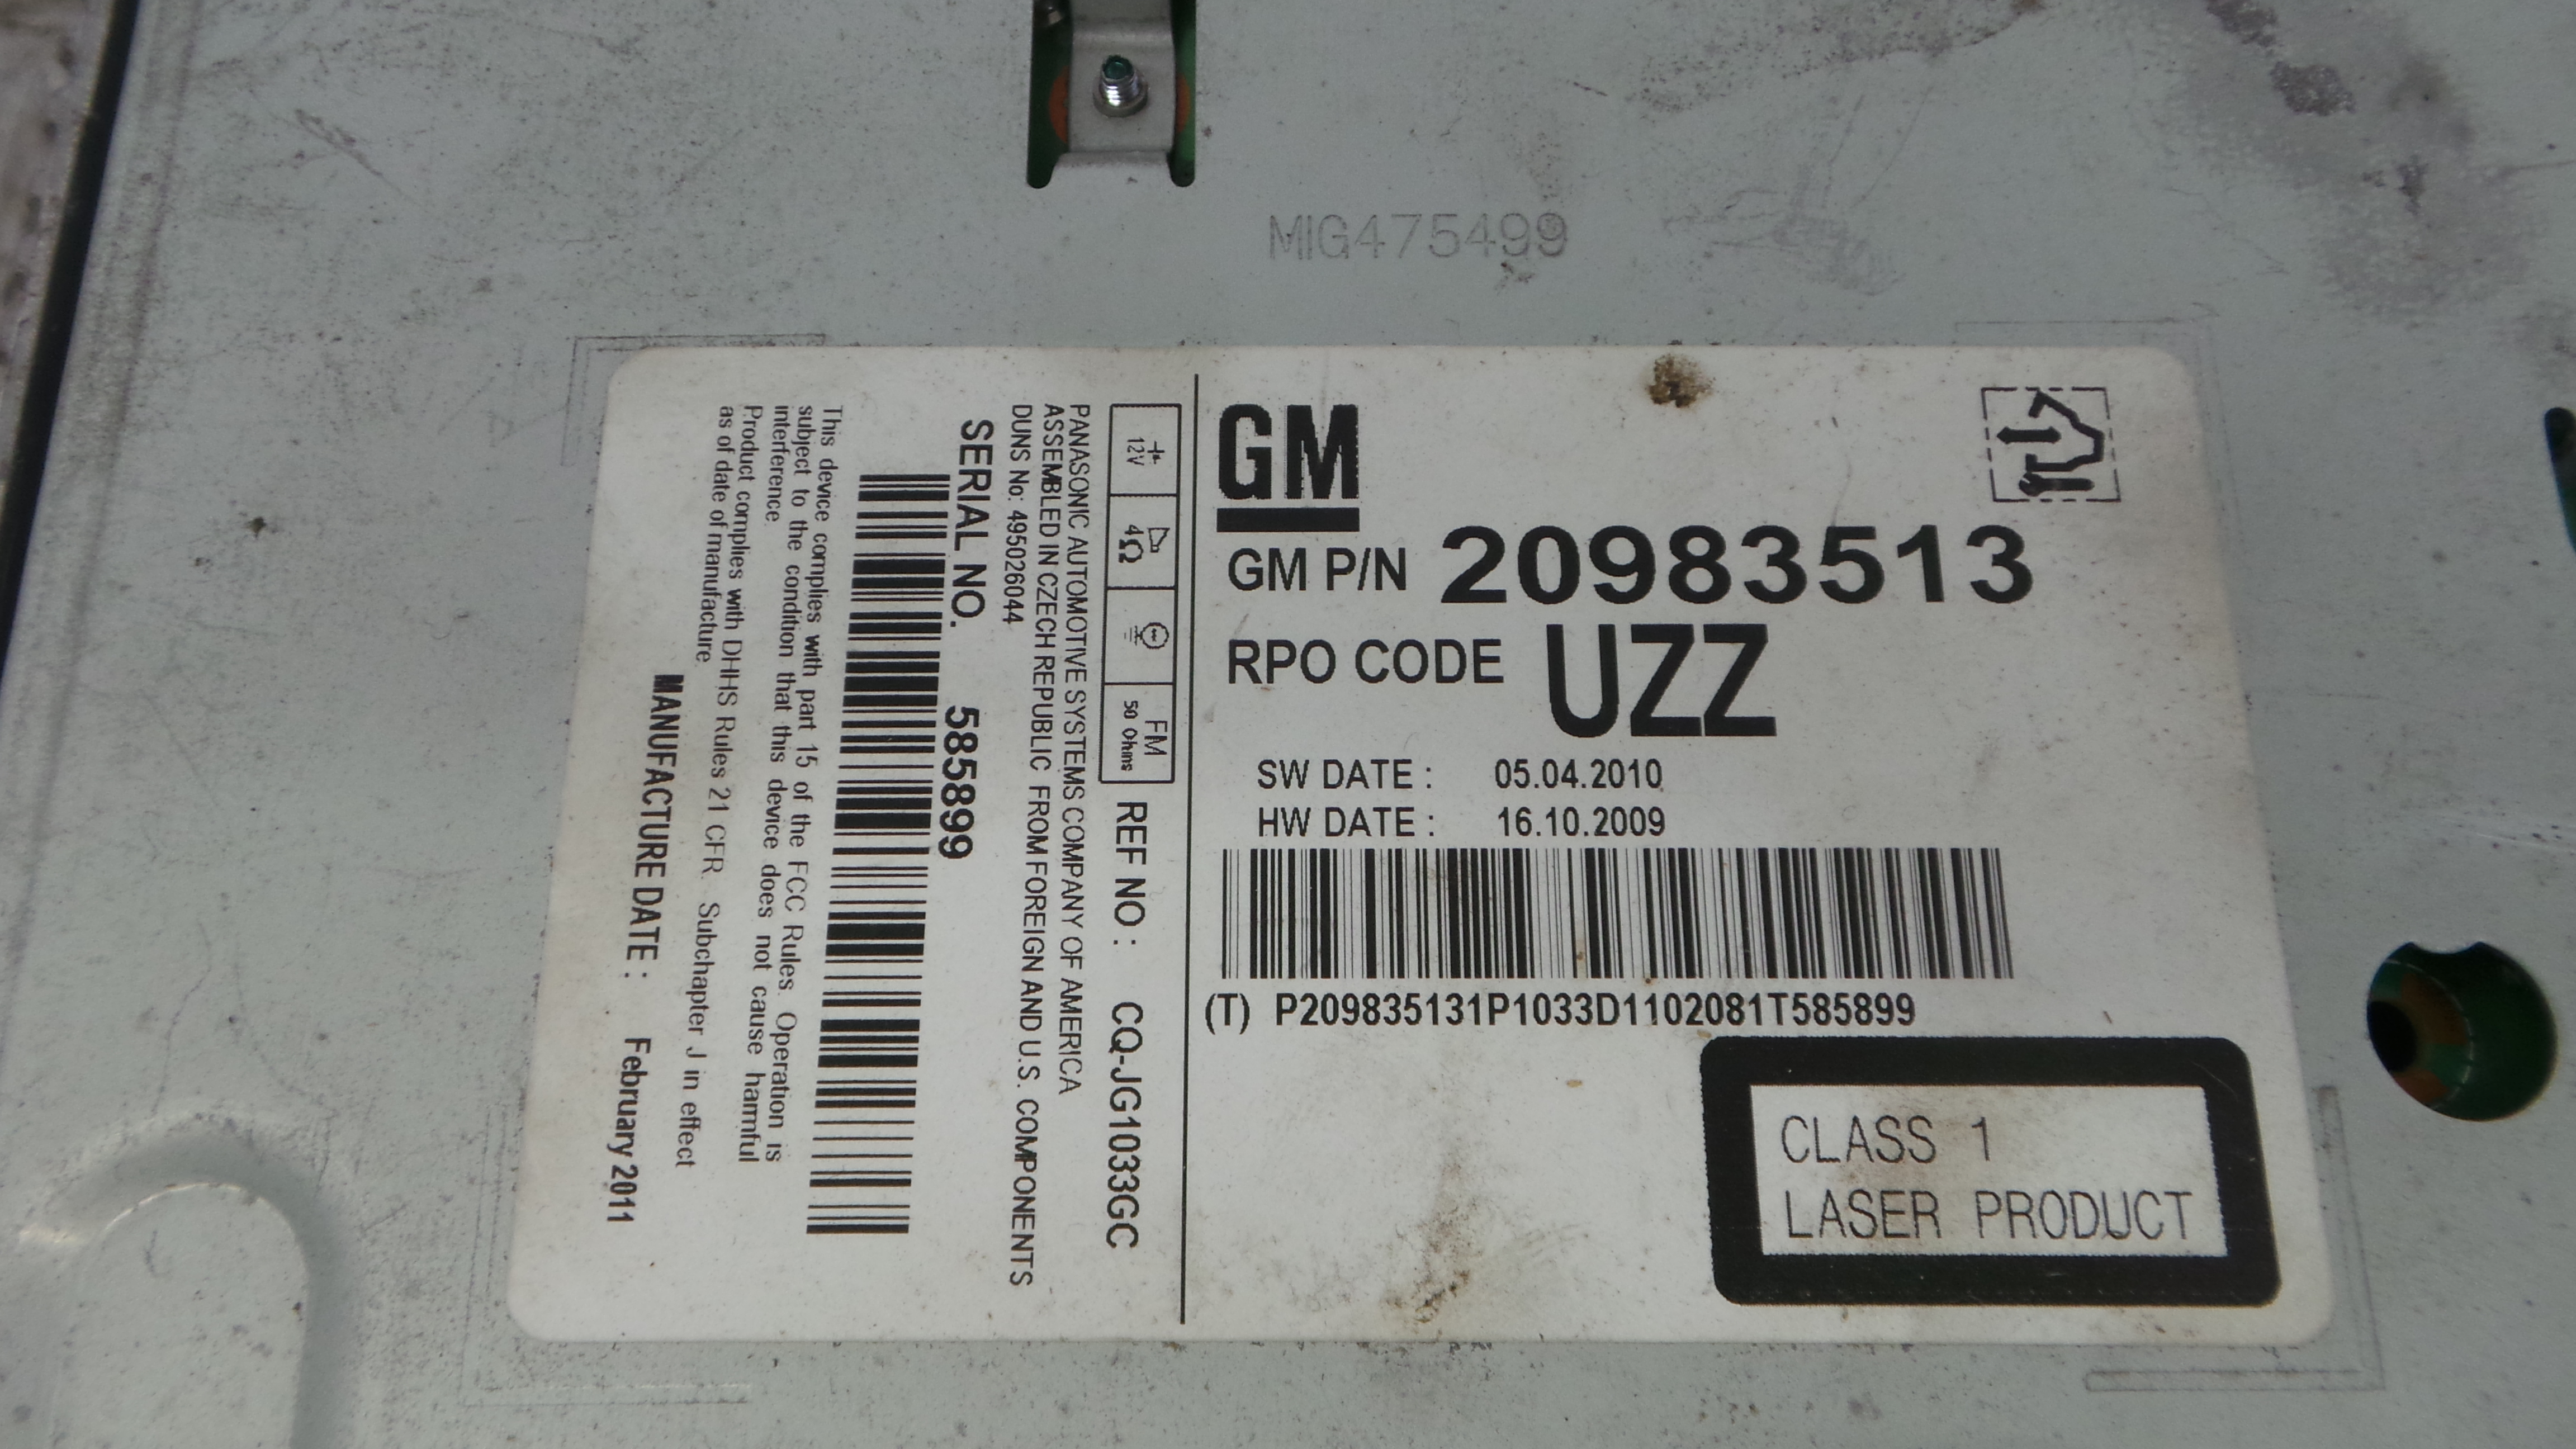 MIG475499
GM
GM P/N 20983513
RPO CODE UZZ
SW DATE : 05.04.2010
HW DATE : 16.10.2009
(T) P209835131P1033D1102081T585899
CLASS 1
LASER PRODUCT
12V
4Ω
FM
50 Ohms
REF NO : CQ-JG1033GC
PANASONIC AUTOMOTIVE SYSTEMS COMPANY OF AMERICA
ASSEMBLED IN CZECH REPUBLIC FROM FOREIGN AND U.S. COMPONENTS
DUNS No: 495026044
SERIAL NO. 585899
This device complies with part 15 of the FCC Rules. Operation is
subject to the condition that this device does not cause harmful
interference.
Product complies with DHHS Rules 21 CFR. Subchapter J in effect
as of date of manufacture
MANUFACTURE DATE : February 2011